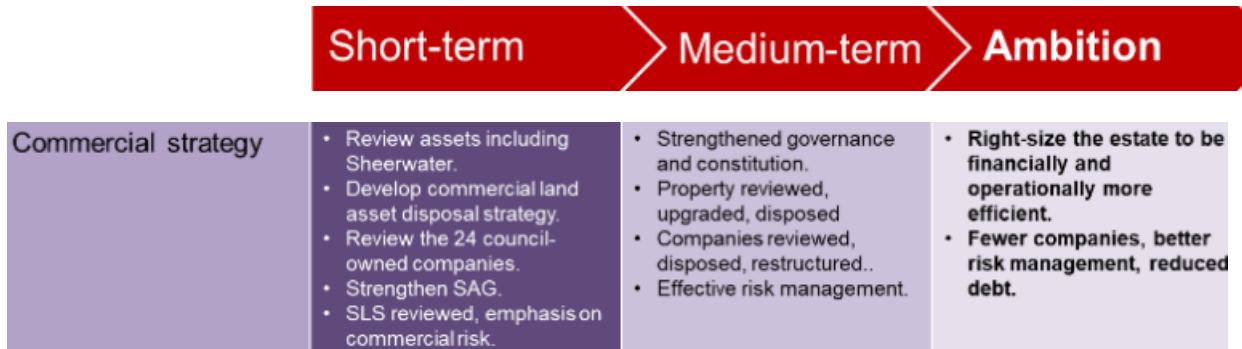 Short-term
Medium-term
Ambition
Commercial strategy
• Review assets including
Sheerwater.
• Develop commercial land
asset disposal strategy.
• Review the 24 council-
owned companies.
• Strengthen SAG.
• SLS reviewed, emphasis on
commercial risk.
• Strengthened governance
and constitution.
• Property reviewed,
upgraded, disposed
• Companies reviewed,
disposed, restructured..
• Effective risk management.
• Right-size the estate to be
financially and
operationally more
efficient.
• Fewer companies, better
risk management, reduced
debt.